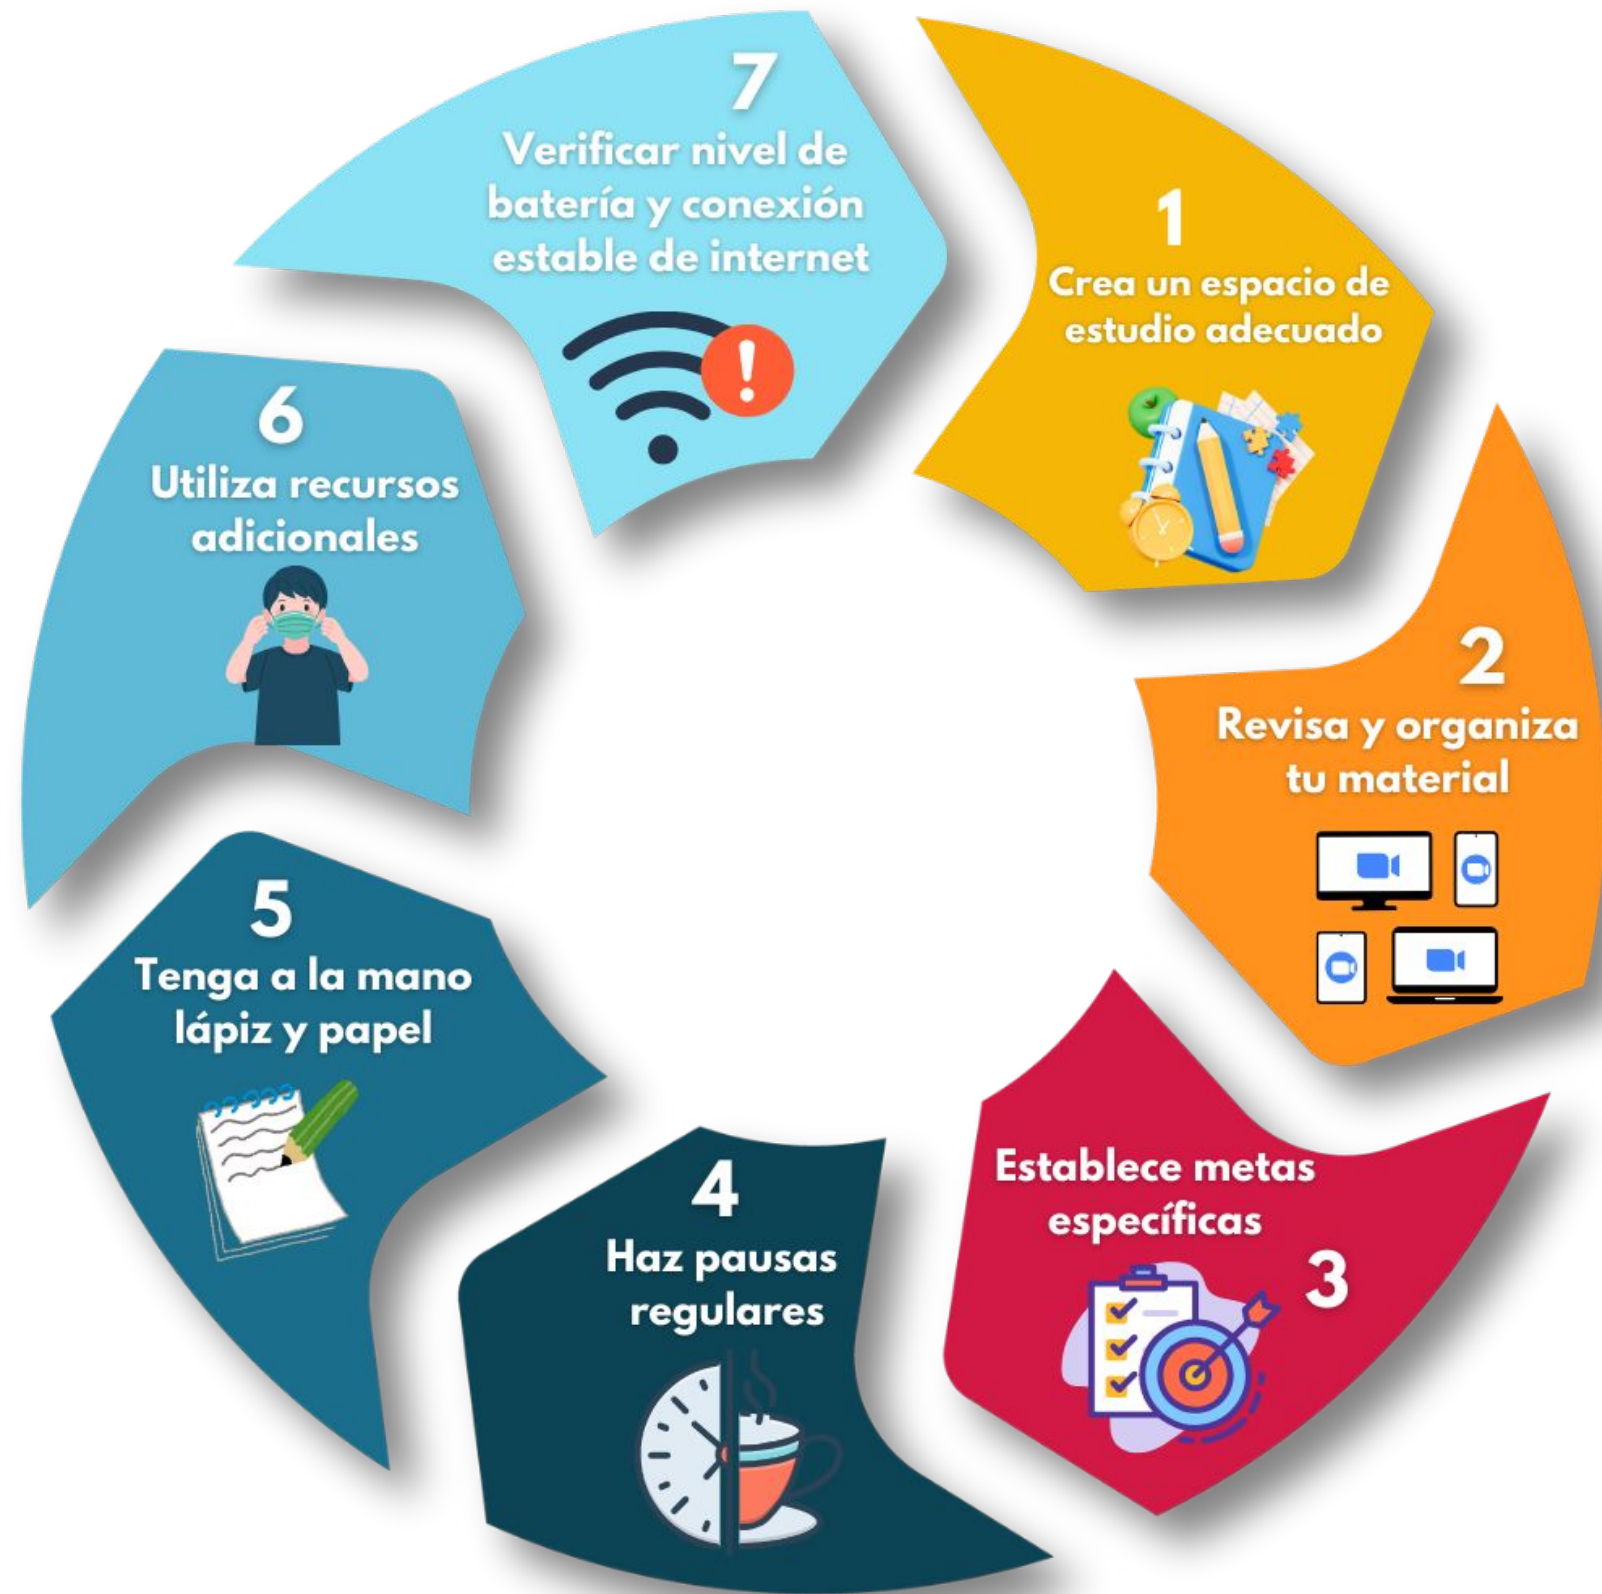 1
Crea un espacio de
estudio adecuado
2
Revisa y organiza
tu material
Establece metas
específicas
3
4
Haz pausas
regulares
5
Tenga a la mano
lápiz y papel
6
Utiliza recursos
adicionales
7
Verificar nivel de
batería y conexión
estable de internet